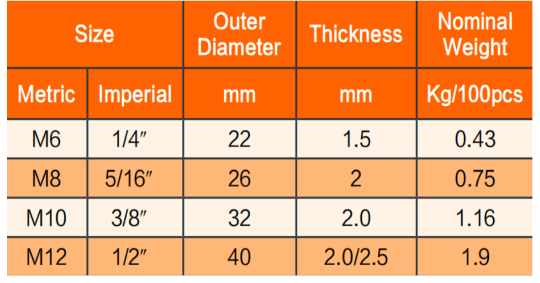 Size Outer Diameter Thickness Nominal Weight
Metric Imperial mm mm Kg/100pcs
M6 1/4″ 22 1.5 0.43
M8 5/16″ 26 2 0.75
M10 3/8″ 32 2.0 1.16
M12 1/2″ 40 2.0/2.5 1.9